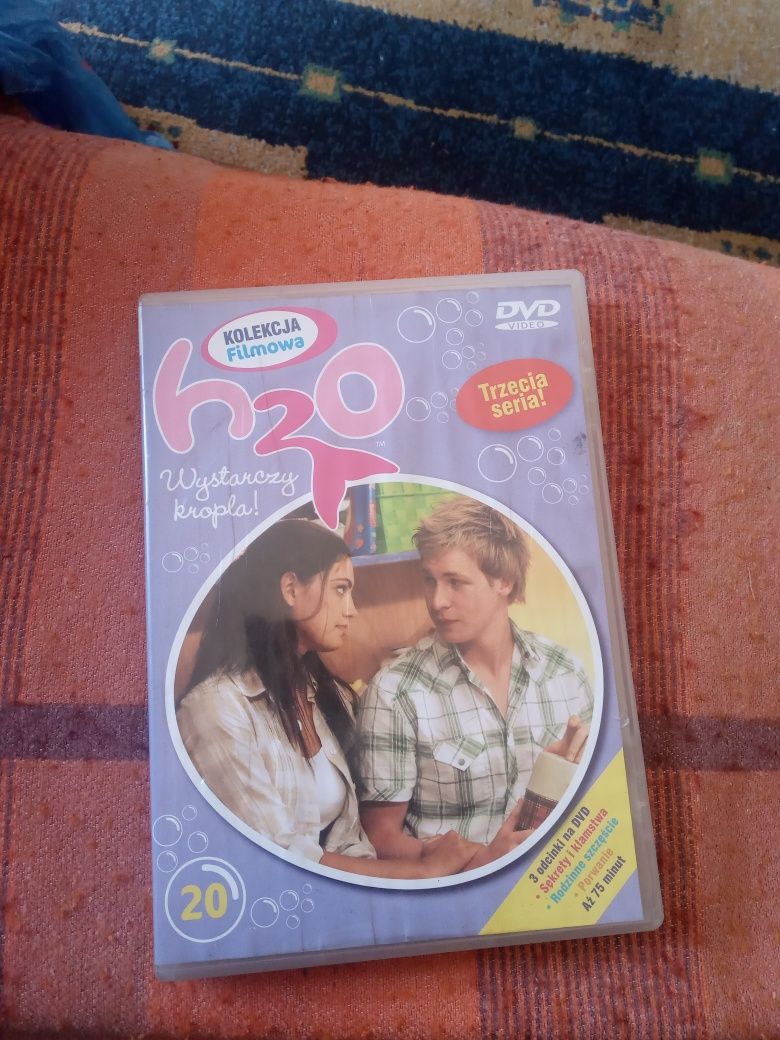 KOLEKCJA
Filmowa
DVD
VIDEO
h2O
TM
Trzecia
seria!
Wystarczy
kropla!
3 odcinki na DVD
• Sekrety i kłamstwa
• Rodzinne szczęście
• Porwanie
Aż 75 minut
20